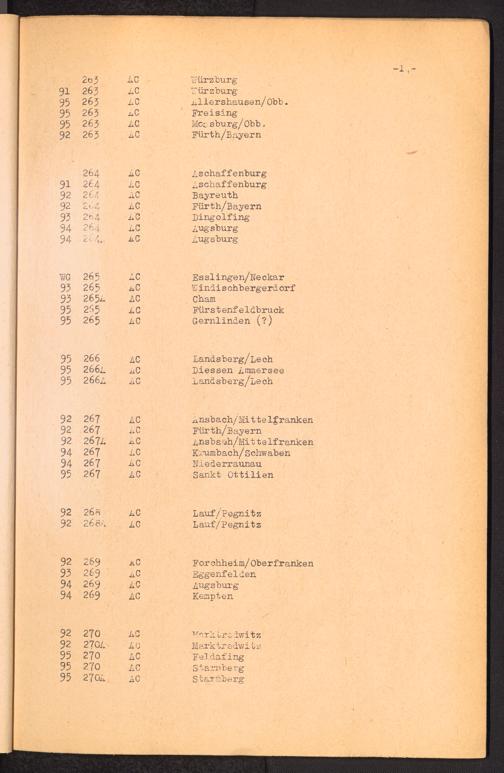 -1.-
263 AC Würzburg
91 263 AC Würzburg
95 263 AC Allershausen/Obb.
95 263 AC Freising
95 263 AC Moosburg/Obb.
92 263 AC Fürth/Bayern
264 AC Aschaffenburg
91 264 AC Aschaffenburg
92 264 AC Bayreuth
92 264 AC Fürth/Bayern
93 264 AC Dingolfing
94 264 AC Augsburg
94 264A AC Augsburg
WG 265 AC Esslingen/Neckar
93 265 AC Windischbergerdorf
93 265A AC Cham
95 265 AC Fürstenfeldbruck
95 265 AC Gernlinden (?)
95 266 AC Landsberg/Lech
95 266A AC Diessen Ammersee
95 266A AC Landsberg/Lech
92 267 AC Ansbach/Mittelfranken
92 267 AC Fürth/Bayern
92 267A AC Ansbach/Mittelfranken
94 267 AC Krumbach/Schwaben
94 267 AC Niederraunau
95 267 AC Sankt Ottilien
92 268 AC Lauf/Pegnitz
92 268A AC Lauf/Pegnitz
92 269 AC Forchheim/Oberfranken
93 269 AC Eggenfelden
94 269 AC Augsburg
94 269 AC Kempten
92 270 AC Marktredwitz
92 270A AC Marktredwitz
95 270 AC Feldafing
95 270 AC Starnberg
95 270A AC Starnberg